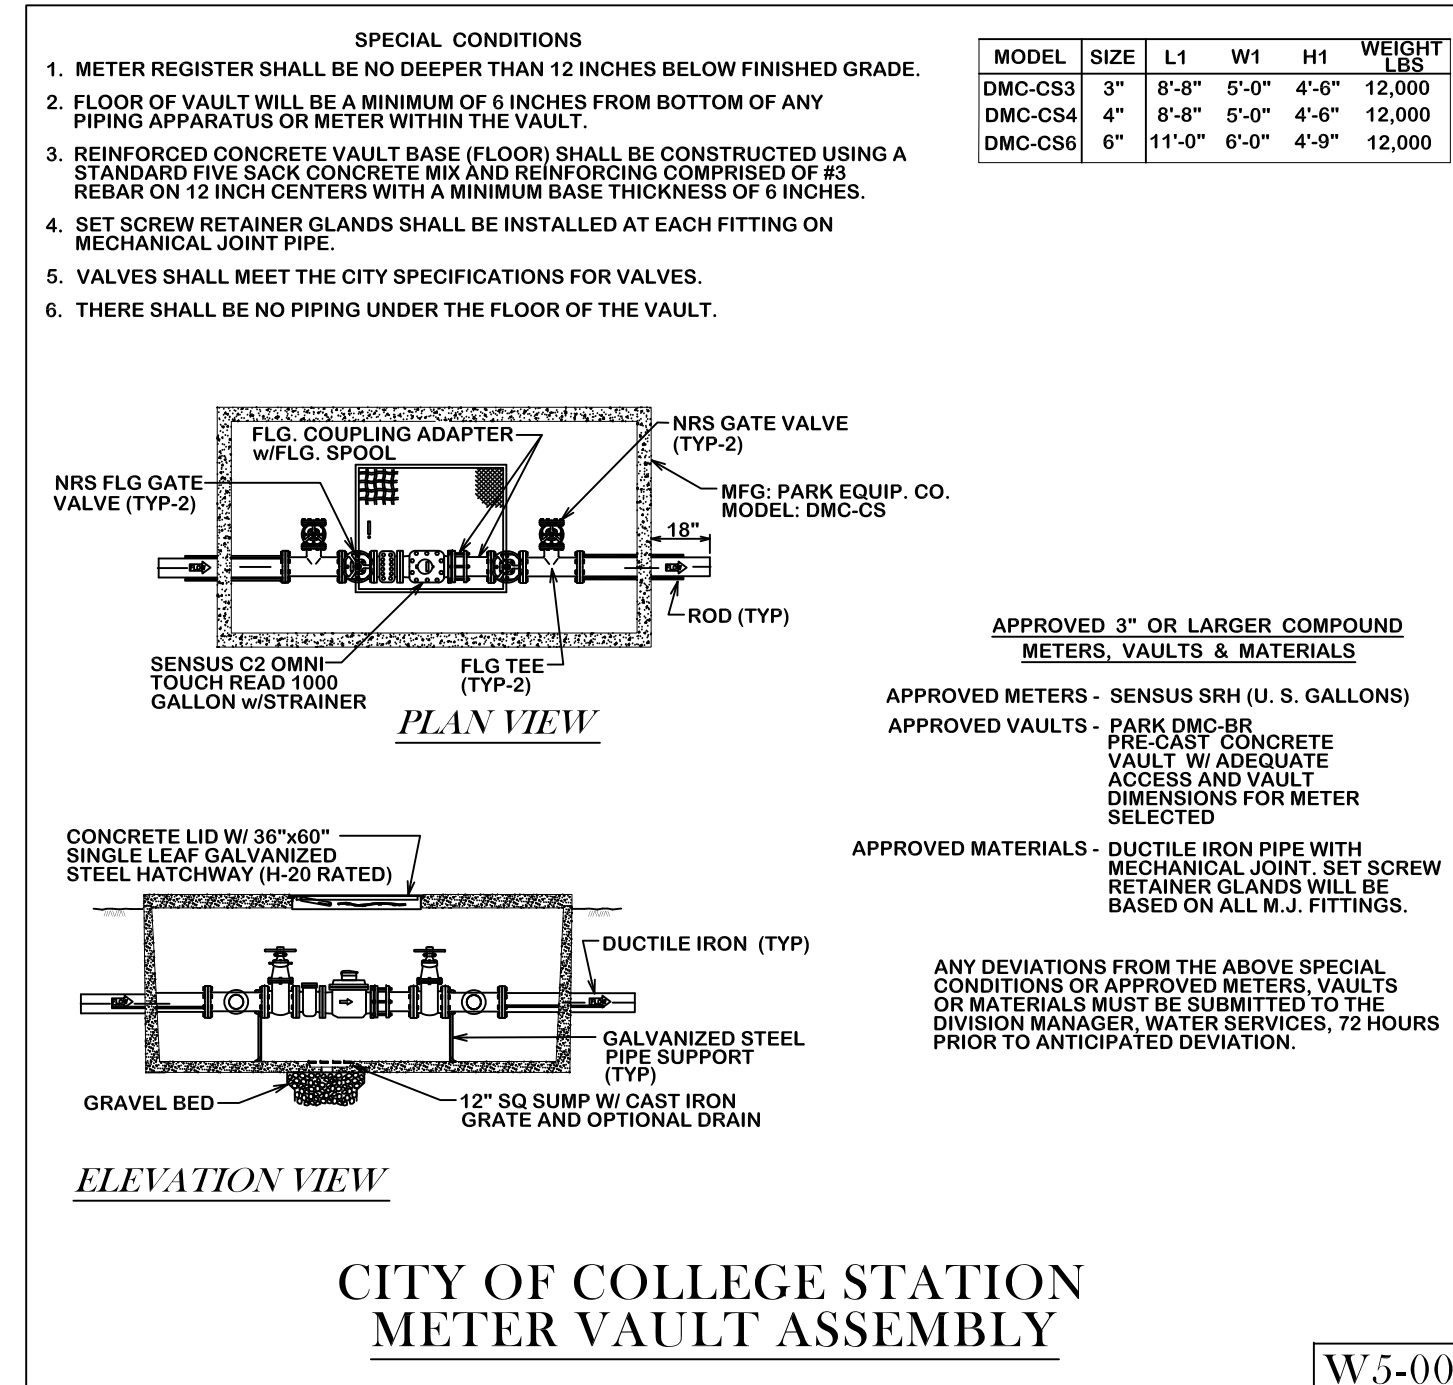 SPECIAL CONDITIONS
1. METER REGISTER SHALL BE NO DEEPER THAN 12 INCHES BELOW FINISHED GRADE.
2. FLOOR OF VAULT WILL BE A MINIMUM OF 6 INCHES FROM BOTTOM OF ANY
PIPING APPARATUS OR METER WITHIN THE VAULT.
3. REINFORCED CONCRETE VAULT BASE (FLOOR) SHALL BE CONSTRUCTED USING A
STANDARD FIVE SACK CONCRETE MIX AND REINFORCING COMPRISED OF #3
REBAR ON 12 INCH CENTERS WITH A MINIMUM BASE THICKNESS OF 6 INCHES.
4. SET SCREW RETAINER GLANDS SHALL BE INSTALLED AT EACH FITTING ON
MECHANICAL JOINT PIPE.
5. VALVES SHALL MEET THE CITY SPECIFICATIONS FOR VALVES.
6. THERE SHALL BE NO PIPING UNDER THE FLOOR OF THE VAULT.
MODEL SIZE L1 W1 H1 WEIGHT LBS
DMC-CS3 3" 8'-8" 5'-0" 4'-6" 12,000
DMC-CS4 4" 8'-8" 5'-0" 4'-6" 12,000
DMC-CS6 6" 11'-0" 6'-0" 4'-9" 12,000
FLG. COUPLING ADAPTER
w/FLG. SPOOL
NRS GATE VALVE
(TYP-2)
NRS FLG GATE
VALVE (TYP-2)
MFG: PARK EQUIP. CO.
MODEL: DMC-CS
18"
FLOW
FLOW
ROD (TYP)
SENSUS C2 OMNI
TOUCH READ 1000
GALLON w/STRAINER
FLG TEE
(TYP-2)
PLAN VIEW
APPROVED 3" OR LARGER COMPOUND
METERS, VAULTS & MATERIALS
APPROVED METERS - SENSUS SRH (U. S. GALLONS)
APPROVED VAULTS - PARK DMC-BR
PRE-CAST CONCRETE
VAULT W/ ADEQUATE
ACCESS AND VAULT
DIMENSIONS FOR METER
SELECTED
APPROVED MATERIALS - DUCTILE IRON PIPE WITH
MECHANICAL JOINT. SET SCREW
RETAINER GLANDS WILL BE
BASED ON ALL M.J. FITTINGS.
ANY DEVIATIONS FROM THE ABOVE SPECIAL
CONDITIONS OR APPROVED METERS, VAULTS
OR MATERIALS MUST BE SUBMITTED TO THE
DIVISION MANAGER, WATER SERVICES, 72 HOURS
PRIOR TO ANTICIPATED DEVIATION.
CONCRETE LID W/ 36"x60"
SINGLE LEAF GALVANIZED
STEEL HATCHWAY (H-20 RATED)
DUCTILE IRON (TYP)
FLOW
FLOW
GALVANIZED STEEL
PIPE SUPPORT
(TYP)
GRAVEL BED
12" SQ SUMP W/ CAST IRON
GRATE AND OPTIONAL DRAIN
ELEVATION VIEW
CITY OF COLLEGE STATION
METER VAULT ASSEMBLY
W5-00